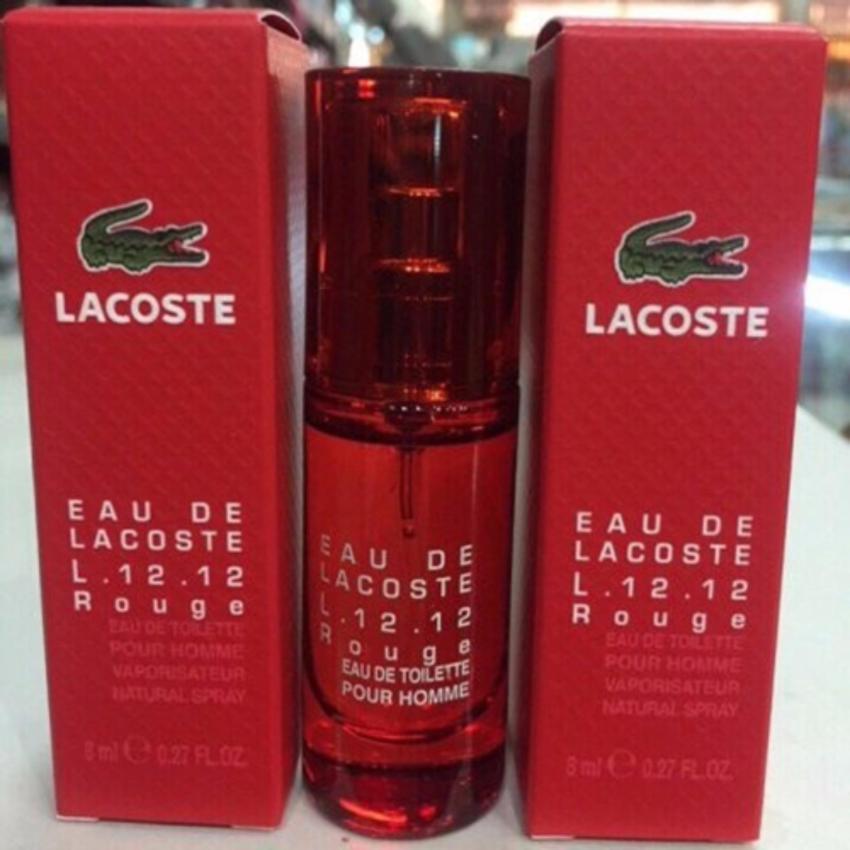 LACOSTE
EAU DE
LACOSTE
L.12.12
Rouge
EAU DE TOILETTE
POUR HOMME
VAPORISATEUR
NATURAL SPRAY
8 ml e 0.27 FL.OZ.
EAU DE
LACOSTE
L.12.12
Rouge
EAU DE TOILETTE
POUR HOMME
LACOSTE
EAU DE
LACOSTE
L.12.12
Rouge
EAU DE TOILETTE
POUR HOMME
VAPORISATEUR
NATURAL SPRAY
8 ml e 0.27 FL.OZ.